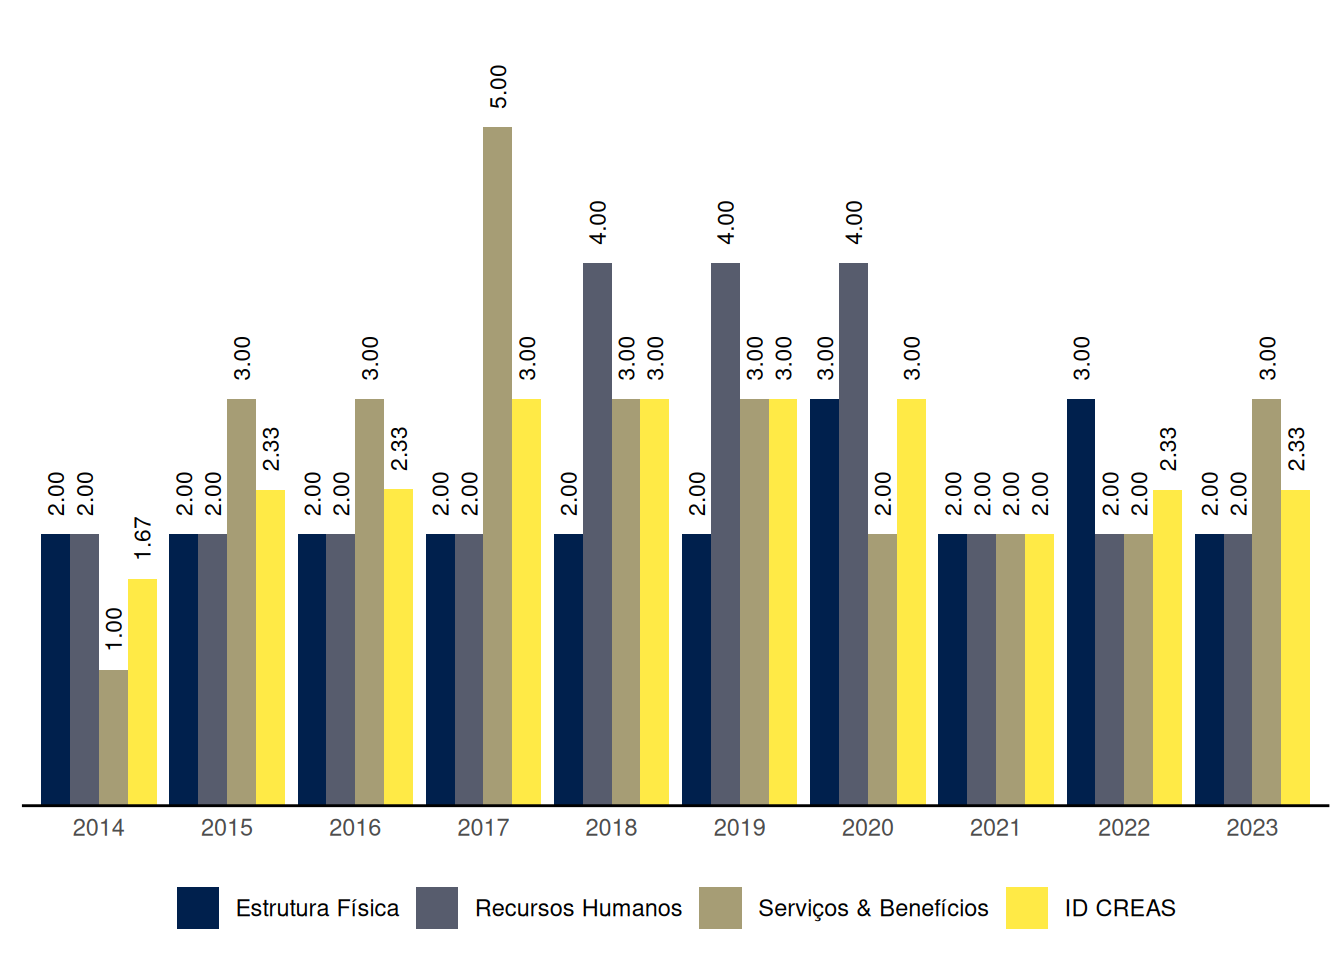 5.00
4.00 4.00 4.00
3.00 3.00 3.00 3.00 3.00 3.00 3.00 3.00 3.00 3.00 3.00
2.33 2.33 2.33 2.33
2.00 2.00 2.00 2.00 2.00 2.00 2.00 2.00 2.00 2.00 2.00 2.00 2.00 2.00 2.00 2.00 2.00 2.00 2.00
1.67
1.00
2014 2015 2016 2017 2018 2019 2020 2021 2022 2023
Estrutura Física Recursos Humanos Serviços & Benefícios ID CREAS